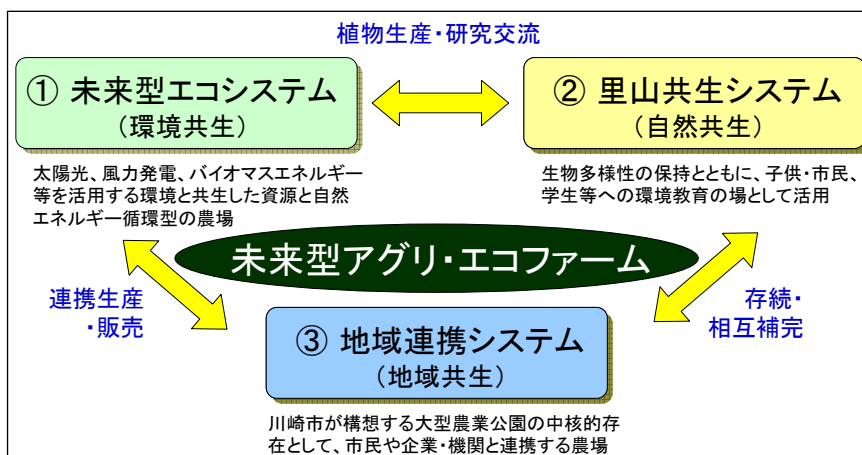 植物生産・研究交流
① 未来型エコシステム
（環境共生）
② 里山共生システム
（自然共生）
太陽光、風力発電、バイオマスエネルギー
等を活用する環境と共生した資源と自然
エネルギー循環型の農場
生物多様性の保持とともに、子供・市民、
学生等への環境教育の場として活用
未来型アグリ・エコファーム
連携生産
・販売
存続・
相互補完
③ 地域連携システム
（地域共生）
川崎市が構想する大型農業公園の中核的存
在として、市民や企業・機関と連携する農場